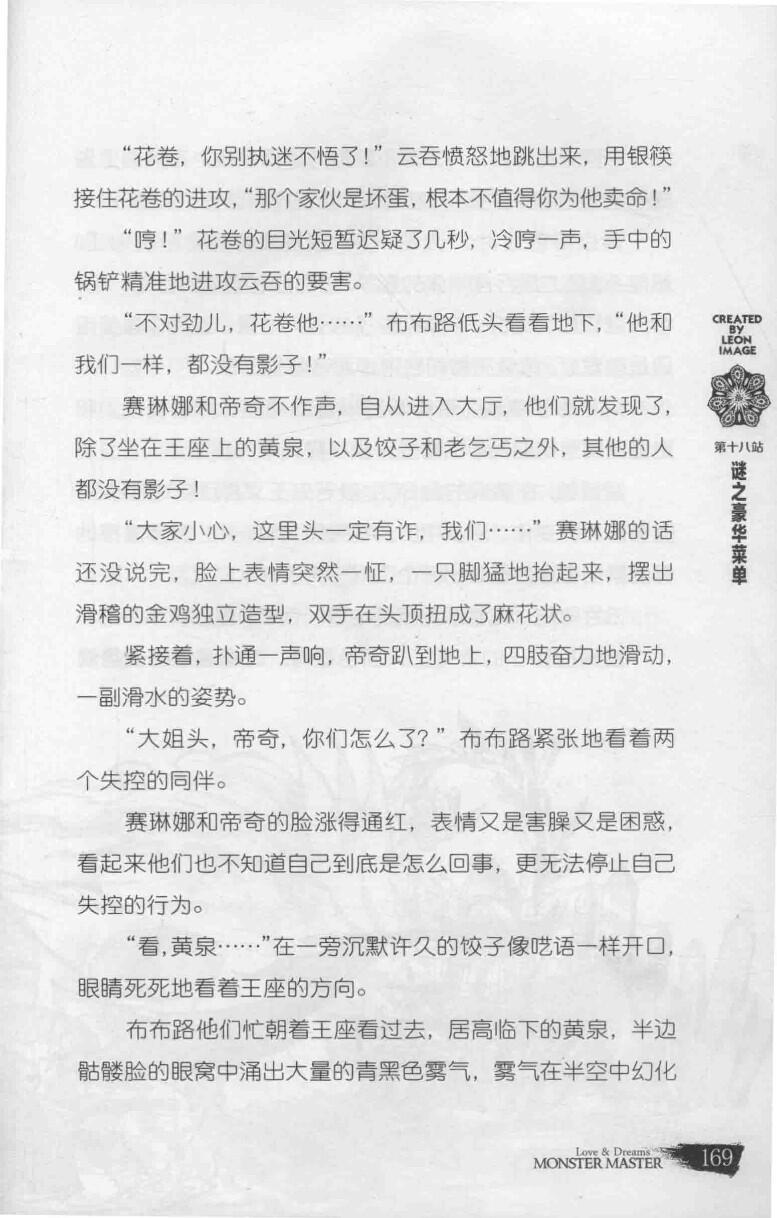 “花卷，你别执迷不悟了！”云吞愤怒地跳出来，用银筷
接住花卷的进攻，“那个家伙是坏蛋，根本不值得你为他卖命！”
“哼！”花卷的目光短暂迟疑了几秒，冷哼一声，手中的
锅铲精准地进攻云吞的要害。
“不对劲儿，花卷他……”布布路低头看看地下，“他和
我们一样，都没有影子！”
赛琳娜和帝奇不作声，自从进入大厅，他们就发现了，
除了坐在王座上的黄泉，以及饺子和老乞丐之外，其他的人
都没有影子！
“大家小心，这里头一定有诈，我们……”赛琳娜的话
还没说完，脸上表情突然一怔，一只脚猛地抬起来，摆出
滑稽的金鸡独立造型，双手在头顶扭成了麻花状。
紧接着，扑通一声响，帝奇趴到地上，四肢奋力地滑动，
一副滑水的姿势。
“大姐头，帝奇，你们怎么了？”布布路紧张地看着两
个失控的同伴。
赛琳娜和帝奇的脸涨得通红，表情又是害臊又是困惑，
看起来他们也不知道自己到底是怎么回事，更无法停止自己
失控的行为。
“看，黄泉……”在一旁沉默许久的饺子像呓语一样开口，
眼睛死死地看着王座的方向。
布布路他们忙朝着王座看过去，居高临下的黄泉，半边
骷髅脸的眼窝中涌出大量的青黑色雾气，雾气在半空中幻化
CREATED
BY
LEON
IMAGE
第十八站
谜之豪华菜单
Love & Dreams
MONSTER MASTER
169